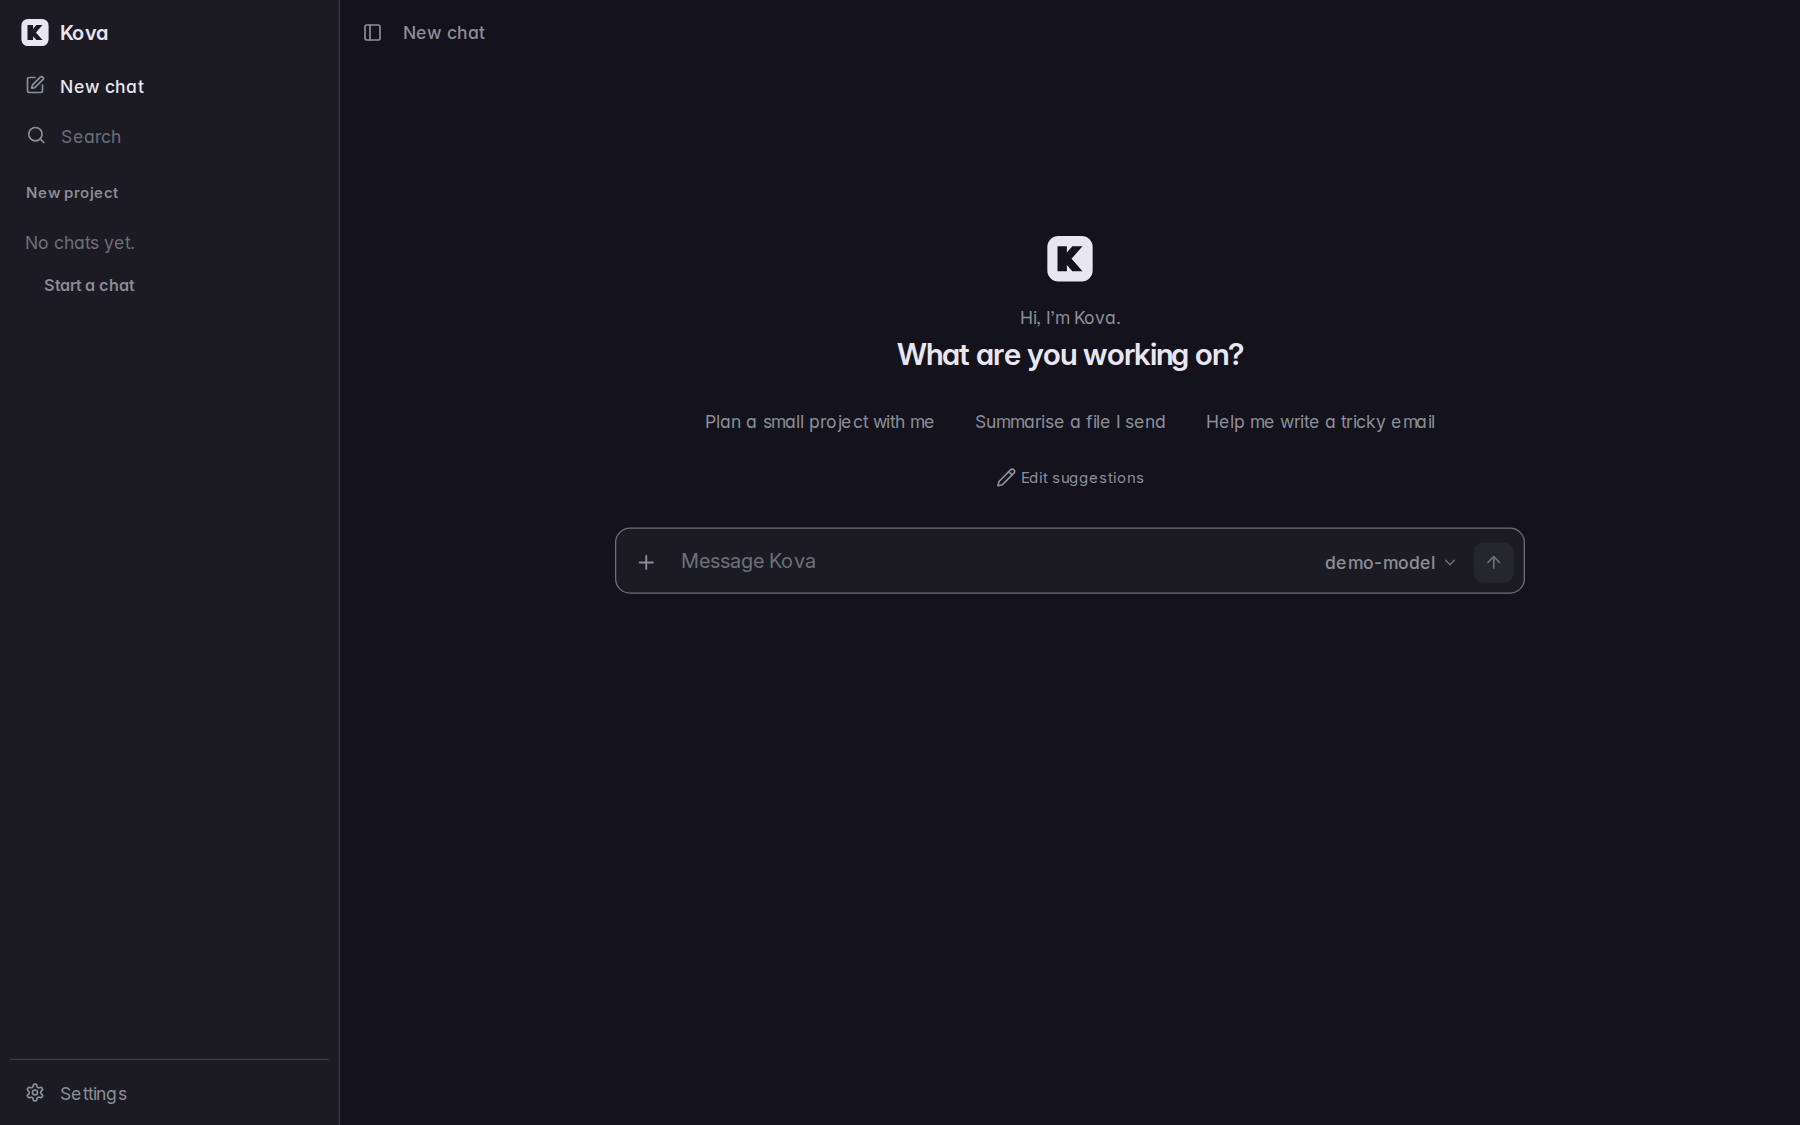 Kova
New chat
Search
New project
No chats yet.
Start a chat
Settings
New chat
Hi, I’m Kova.
What are you working on?
Plan a small project with me
Summarise a file I send
Help me write a tricky email
Edit suggestions
Message Kova
demo-model